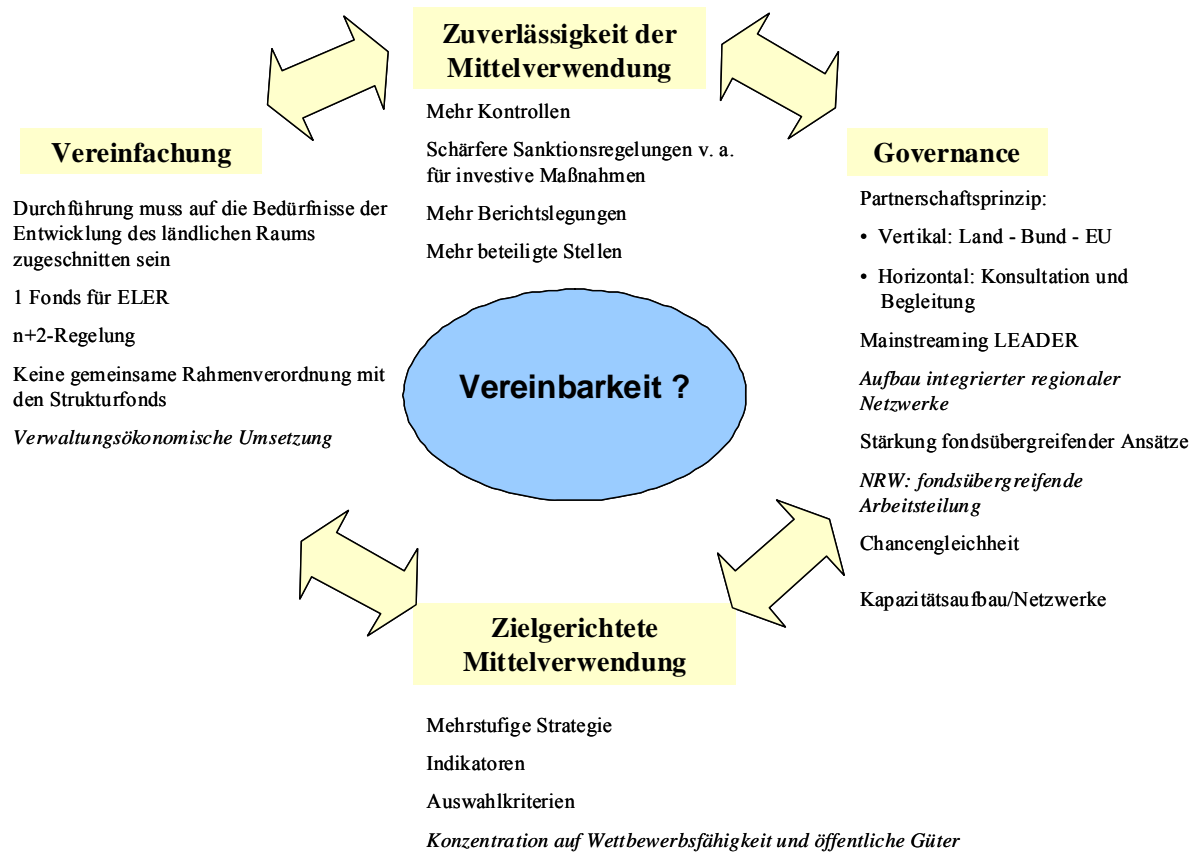 Zuverlässigkeit der
Mittelverwendung
Mehr Kontrollen
Schärfere Sanktionsregelungen v. a.
für investive Maßnahmen
Mehr Berichtslegungen
Mehr beteiligte Stellen
Vereinfachung
Durchführung muss auf die Bedürfnisse der
Entwicklung des ländlichen Raums
zugeschnitten sein
1 Fonds für ELER
n+2-Regelung
Keine gemeinsame Rahmenverordnung mit
den Strukturfonds
Verwaltungsökonomische Umsetzung
Vereinbarkeit ?
Governance
Partnerschaftsprinzip:
• Vertikal: Land - Bund - EU
• Horizontal: Konsultation und
Begleitung
Mainstreaming LEADER
Aufbau integrierter regionaler
Netzwerke
Stärkung fondsübergreifender Ansätze
NRW: fondsübergreifende
Arbeitsteilung
Chancengleichheit
Kapazitätsaufbau/Netzwerke
Zielgerichtete
Mittelverwendung
Mehrstufige Strategie
Indikatoren
Auswahlkriterien
Konzentration auf Wettbewerbsfähigkeit und öffentliche Güter